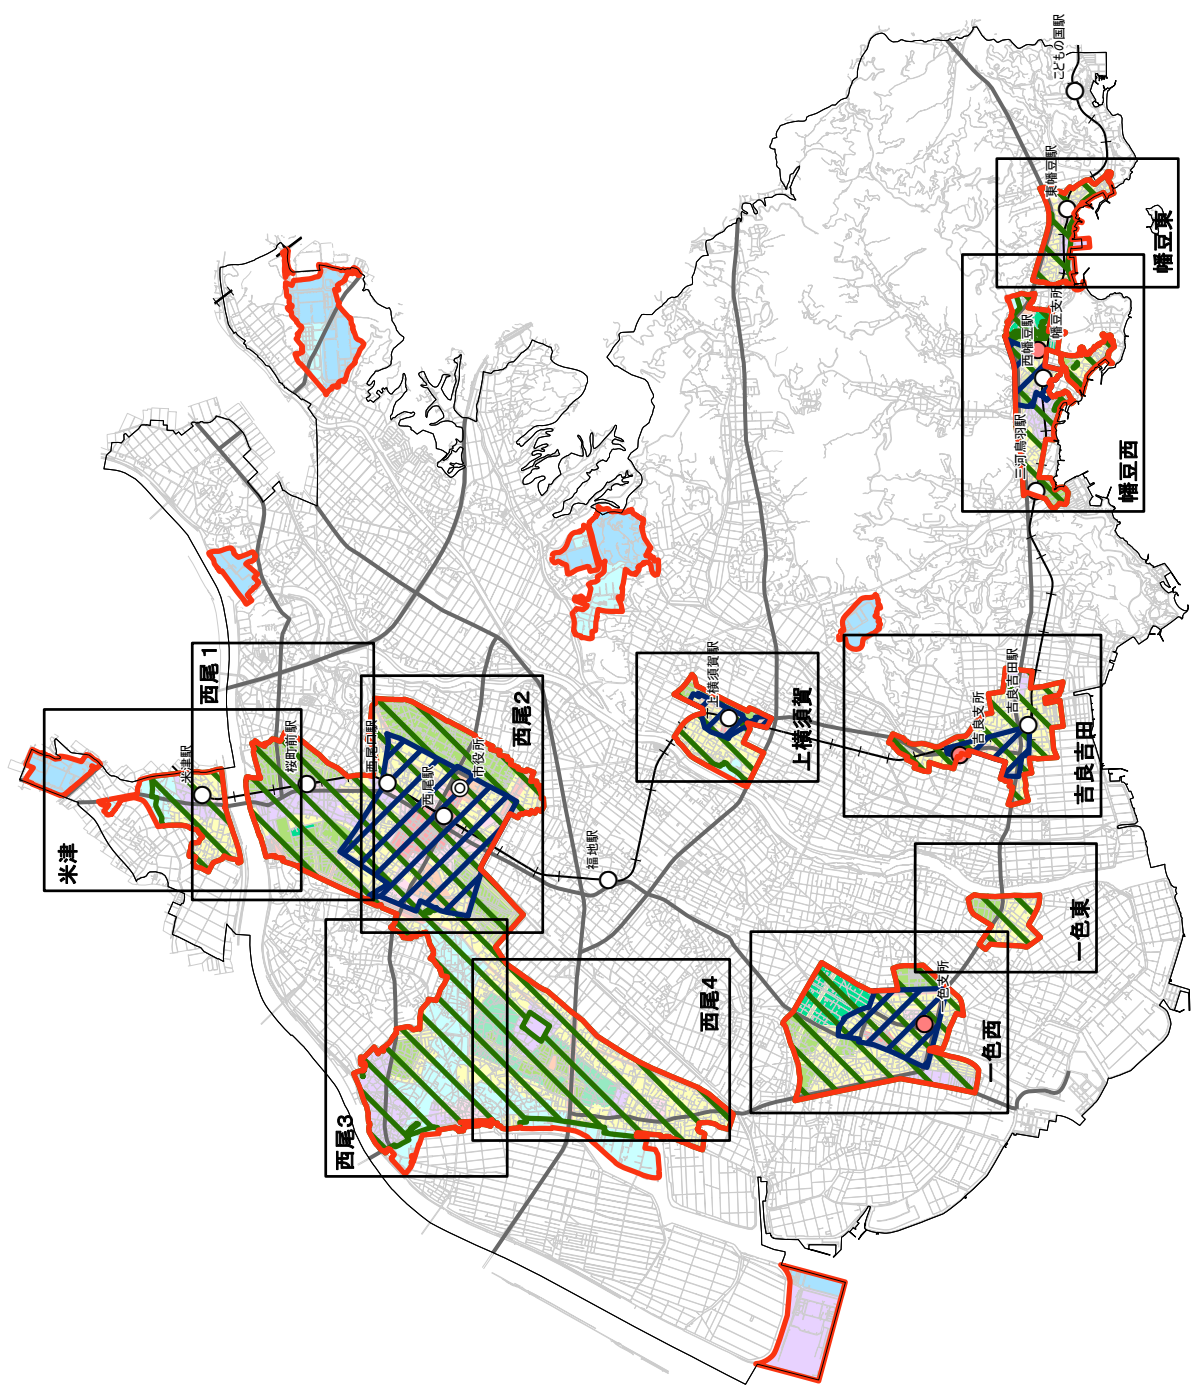 こどもの国駅
東幡豆駅
幡豆東
幡豆支所
西幡豆駅
三河鳥羽駅
幡豆西
西尾1
米津駅
米津
桜町前駅
西尾口駅
西尾駅
市役所
西尾2
上横須賀駅
上横須賀
吉良吉田駅
吉良支所
吉良吉田
福地駅
一色東
西尾3
西尾4
一色支所
一色西